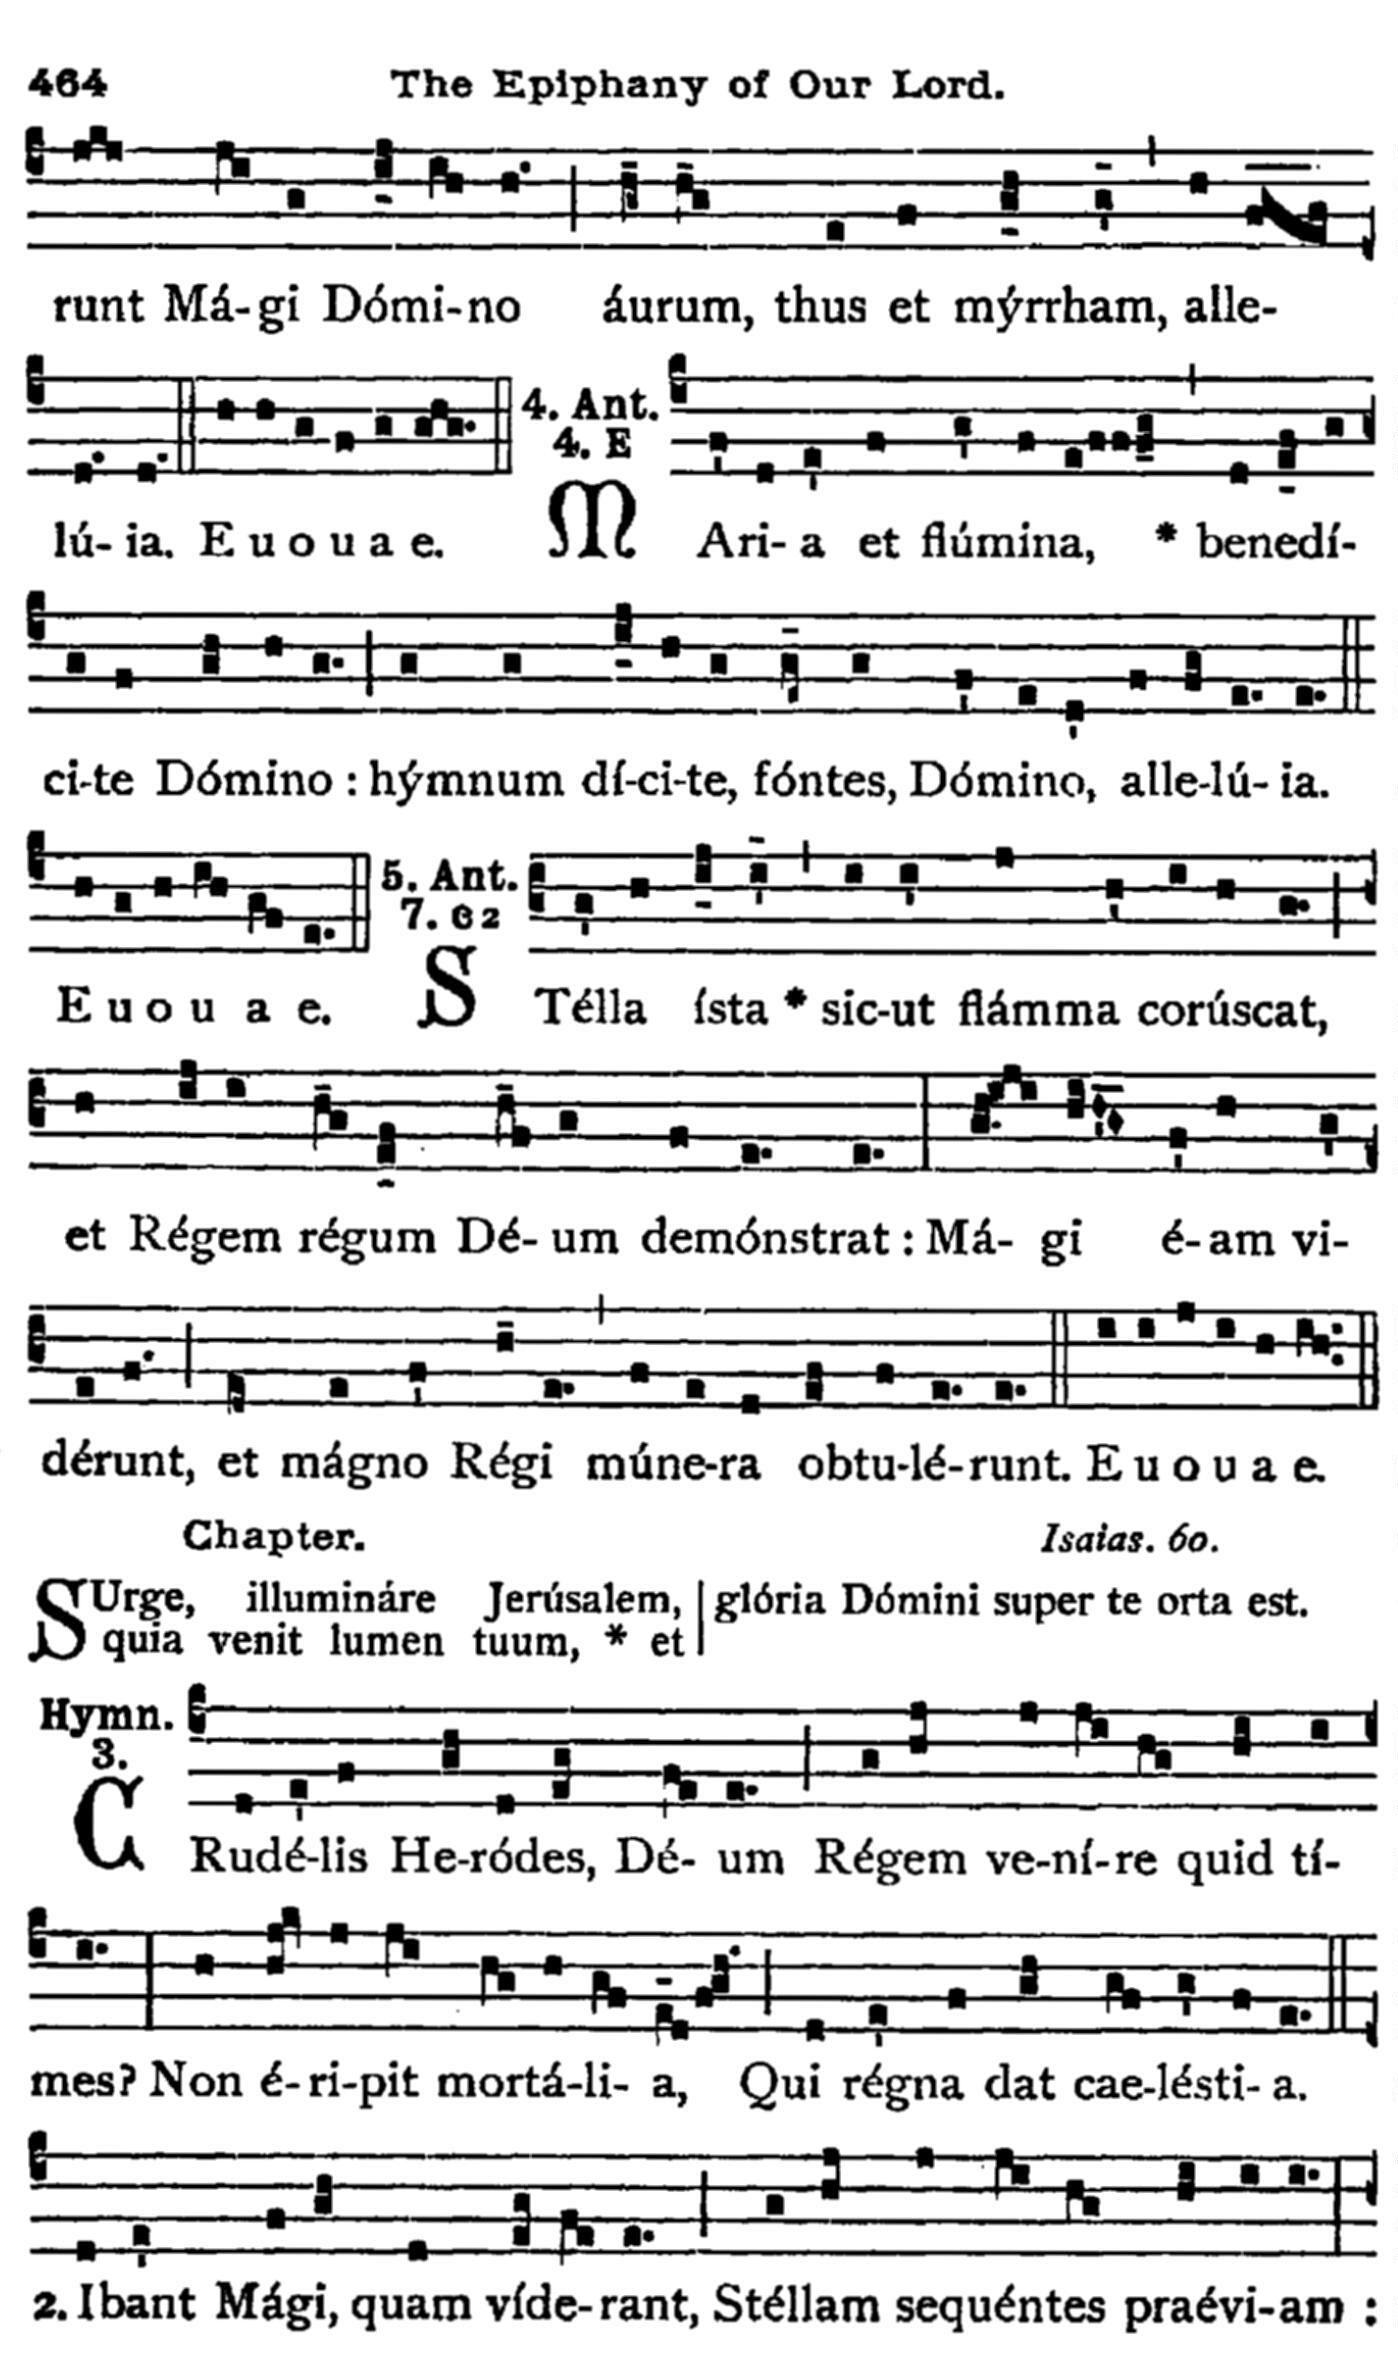 464 The Epiphany of Our Lord.
runt Má-gi Dómi-no áurum, thus et mýrrham, alle-
4. Ant.
4. E
lú-ia. E u o u a e. MAri-a et flúmina, * benedí-
ci-te Dómino : hýmnum dí-ci-te, fóntes, Dómino, alle-lú-ia.
5. Ant.
7. c 2
E u o u a e. STélla ísta * sic-ut flámma corúscat,
et Régem régum Dé-um demónstrat : Má-gi é-am vi-
dérunt, et mágno Régi múne-ra obtu-lé-runt. E u o u a e.
Chapter. Isaias. 60.
SUrge, illumináre Jerúsalem,
quia venit lumen tuum, * et
glória Dómini super te orta est.
Hymn.
3.
CRudé-lis He-ródes, Dé-um Régem ve-ní-re quid tí-
mes? Non é-ri-pit mortá-li-a, Qui régna dat cae-lésti-a.
2. Ibant Mági, quam víde-rant, Stéllam sequéntes praévi-am :